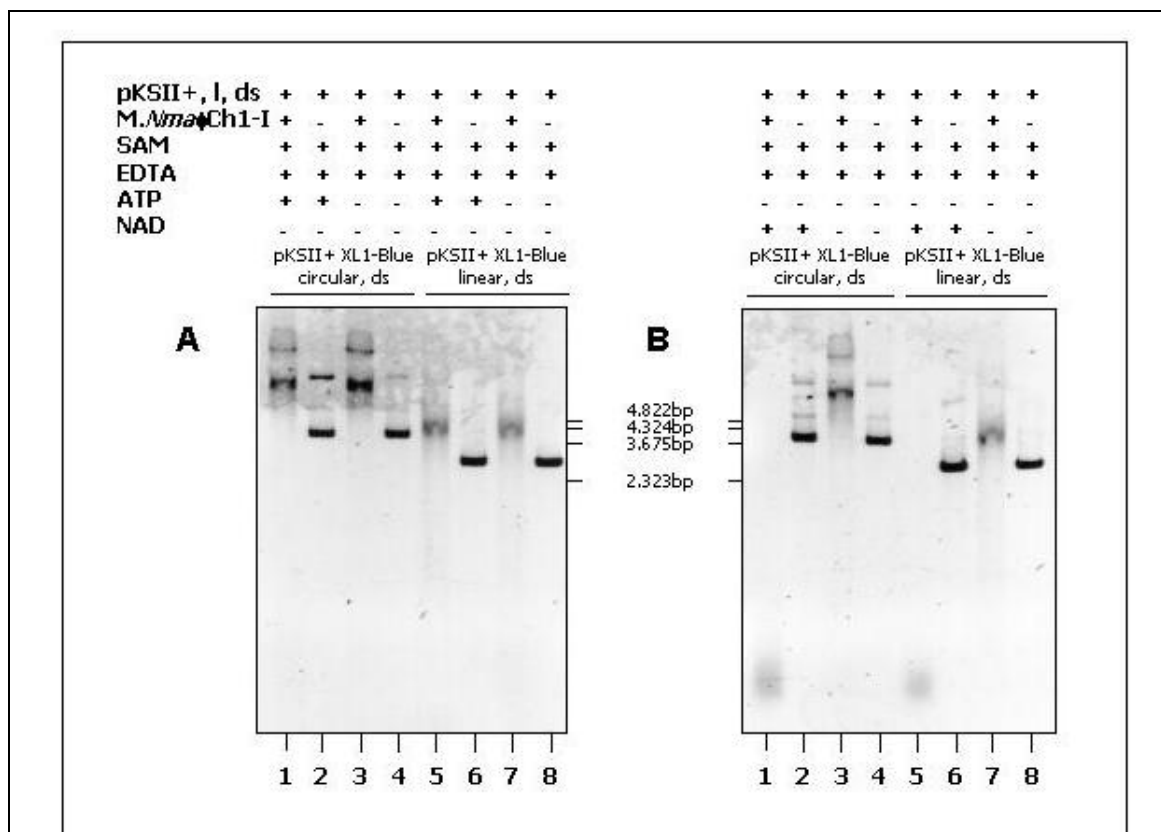 pKSII+, l, ds + + + + + + + + + + + + + + + +
M.NmaφCh1-I + - + - + - + - + - + - + - + -
SAM + + + + + + + + + + + + + + + +
EDTA + + + + + + + + + + + + + + + +
ATP + + - - + + - - - - - - - - - -
NAD - - - - - - - - + + - - + + - -
pKSII+ XL1-Blue pKSII+ XL1-Blue pKSII+ XL1-Blue pKSII+ XL1-Blue
circular, ds linear, ds circular, ds linear, ds
A B
4.822bp
4.324bp
3.675bp
2.323bp
1 2 3 4 5 6 7 8 1 2 3 4 5 6 7 8